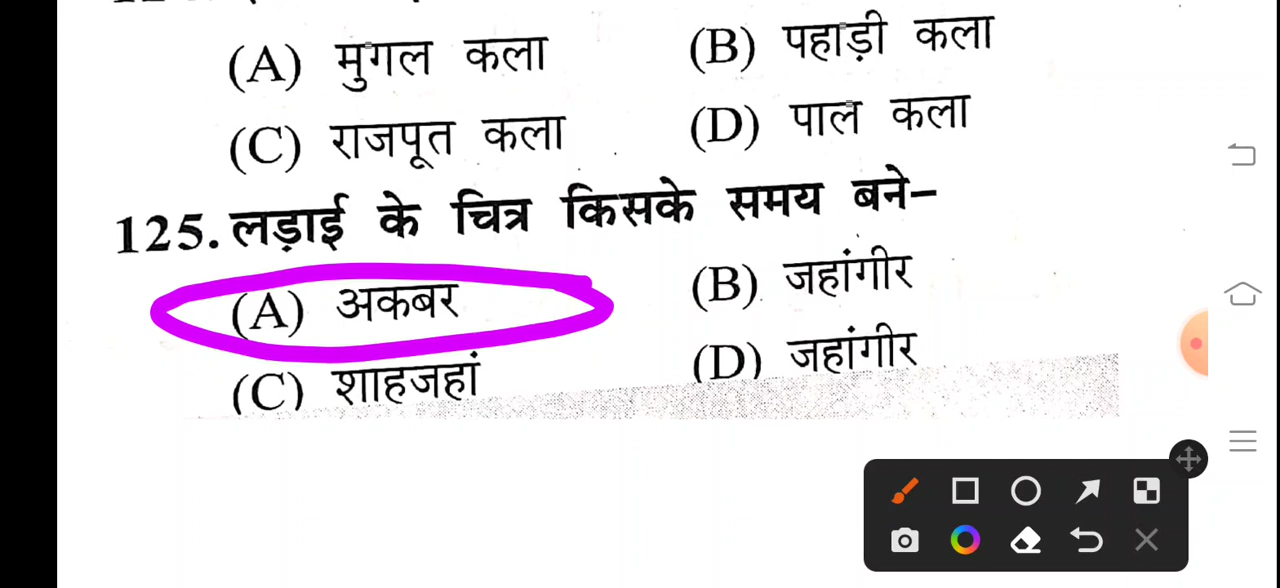 (A) मुगल कला (B) पहाड़ी कला
(C) राजपूत कला (D) पाल कला
125. लड़ाई के चित्र किसके समय बने–
(A) अकबर (B) जहांगीर
(C) शाहजहां (D) जहांगीर